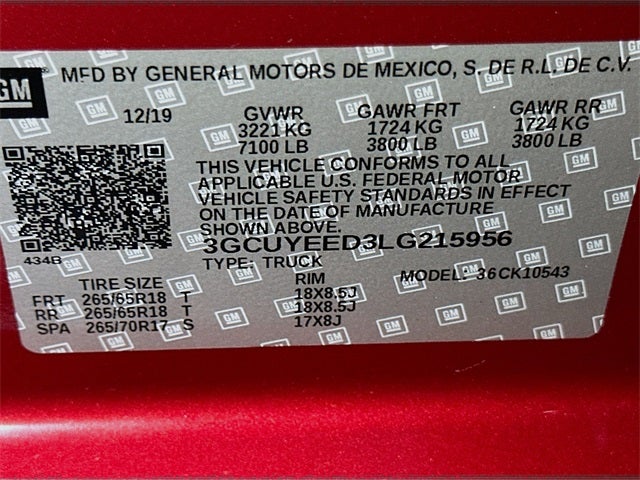 GM MFD BY GENERAL MOTORS DE MEXICO, S. DE R.L. DE C.V.
12/19 GVWR GAWR FRT GAWR RR
3221 KG 1724 KG 1724 KG
7100 LB 3800 LB 3800 LB
THIS VEHICLE CONFORMS TO ALL
APPLICABLE U.S. FEDERAL MOTOR
VEHICLE SAFETY STANDARDS IN EFFECT
ON THE DATE OF MANUFACTURE
SHOWN ABOVE.
3GCUYEED3LG215956
434B TYPE: TRUCK MODEL: 36CK10543
TIRE SIZE RIM
FRT 265/65R18 T 18X8.5J
RR 265/65R18 T 18X8.5J
SPA 265/70R17 S 17X8J